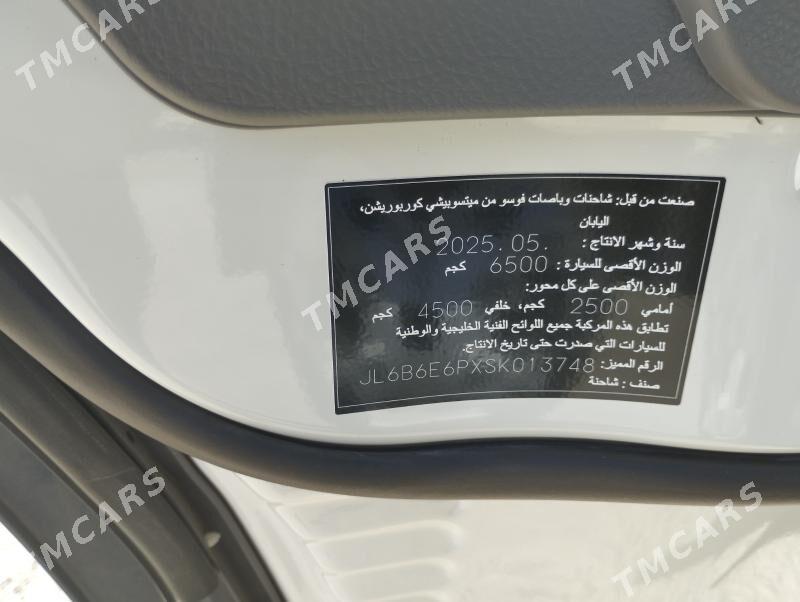 TMCARS
TMCARS
صنعت من قبل: شاحنات وباصات فوسو من ميتسوبيشي كوربوريشن،
اليابان
سنة وشهر الانتاج : 2025.05.
الوزن الأقصى للسيارة : 6500 كجم
الوزن الأقصى على كل محور:
أمامي 2500 كجم، خلفي 4500 كجم
تطابق هذه المركبة جميع اللوائح الفنية الخليجية والوطنية
للسيارات التي صدرت حتى تاريخ الانتاج.
الرقم المميز: JL6B6E6PXSK013748
صنف : شاحنة
TMCARS
TMCARS
TMCARS